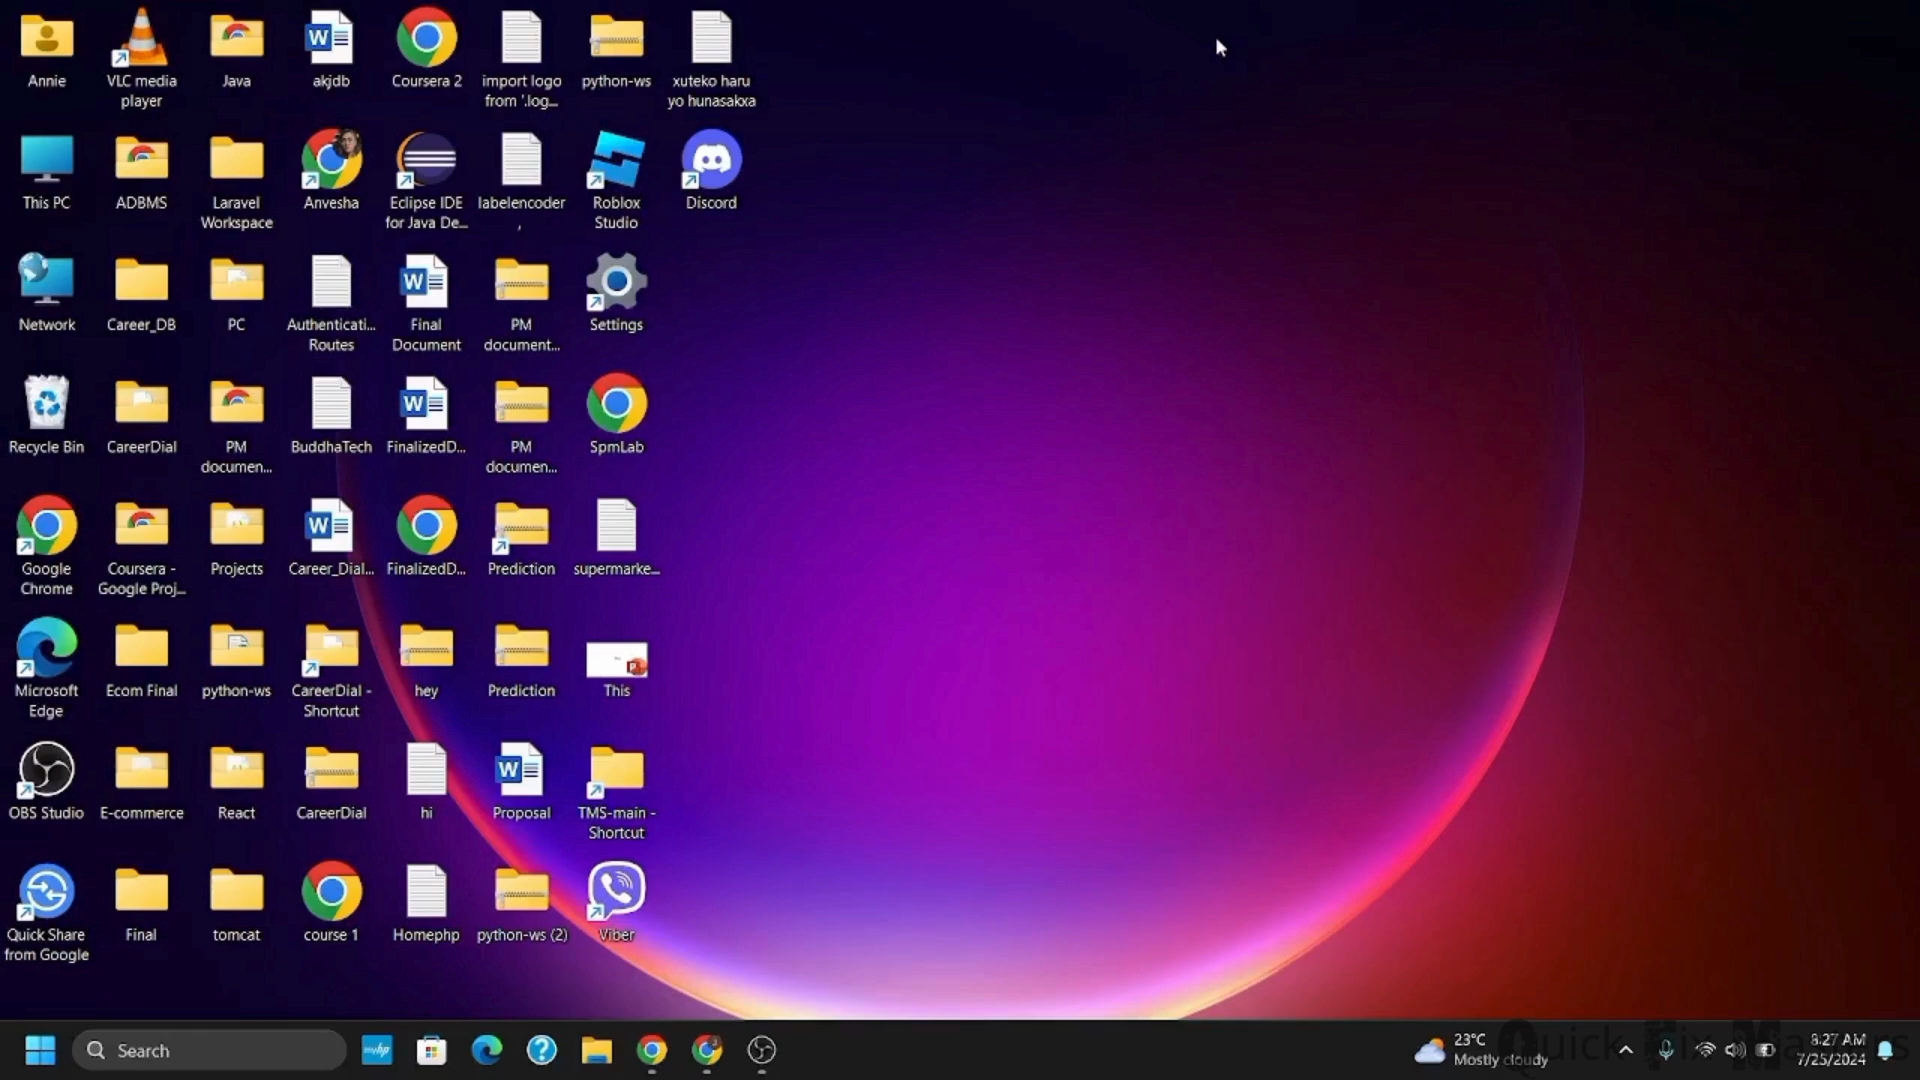 Annie
VLC media
player
Java
akjdb
Coursera 2
import logo
from '.log...
python-ws
xuteko haru
yo hunasakxa
This PC
ADBMS
Laravel
Workspace
Anvesha
Eclipse IDE
for Java De...
labelencoder
,
Roblox
Studio
Discord
Network
Career_DB
PC
Authenticati...
Routes
Final
Document
PM
document...
Settings
Recycle Bin
CareerDial
PM
documen...
BuddhaTech
FinalizedD...
PM
documen...
SpmLab
Google
Chrome
Coursera -
Google Proj...
Projects
Career_Dial...
FinalizedD...
Prediction
supermarke...
Microsoft
Edge
Ecom Final
python-ws
CareerDial -
Shortcut
hey
Prediction
This
OBS Studio
E-commerce
React
CareerDial
hi
Proposal
TMS-main -
Shortcut
Quick Share
from Google
Final
tomcat
course 1
Homephp
python-ws (2)
Viber
Search
myhp
23°C
Mostly cloudy
8:27 AM
7/25/2024